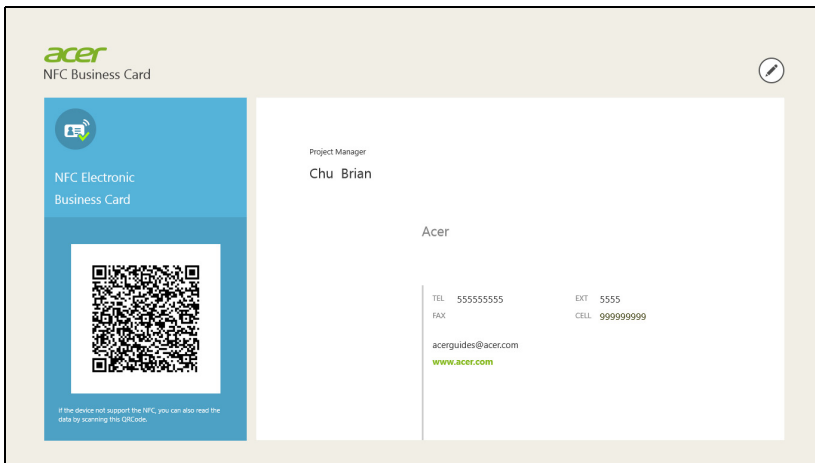 acer
NFC Business Card
NFC Electronic
Business Card
if the device not support the NFC, you can also read the
data by scanning this QRCode.
Project Manager
Chu Brian
Acer
TEL 555555555 EXT 5555
FAX CELL 999999999
acerguides@acer.com
www.acer.com